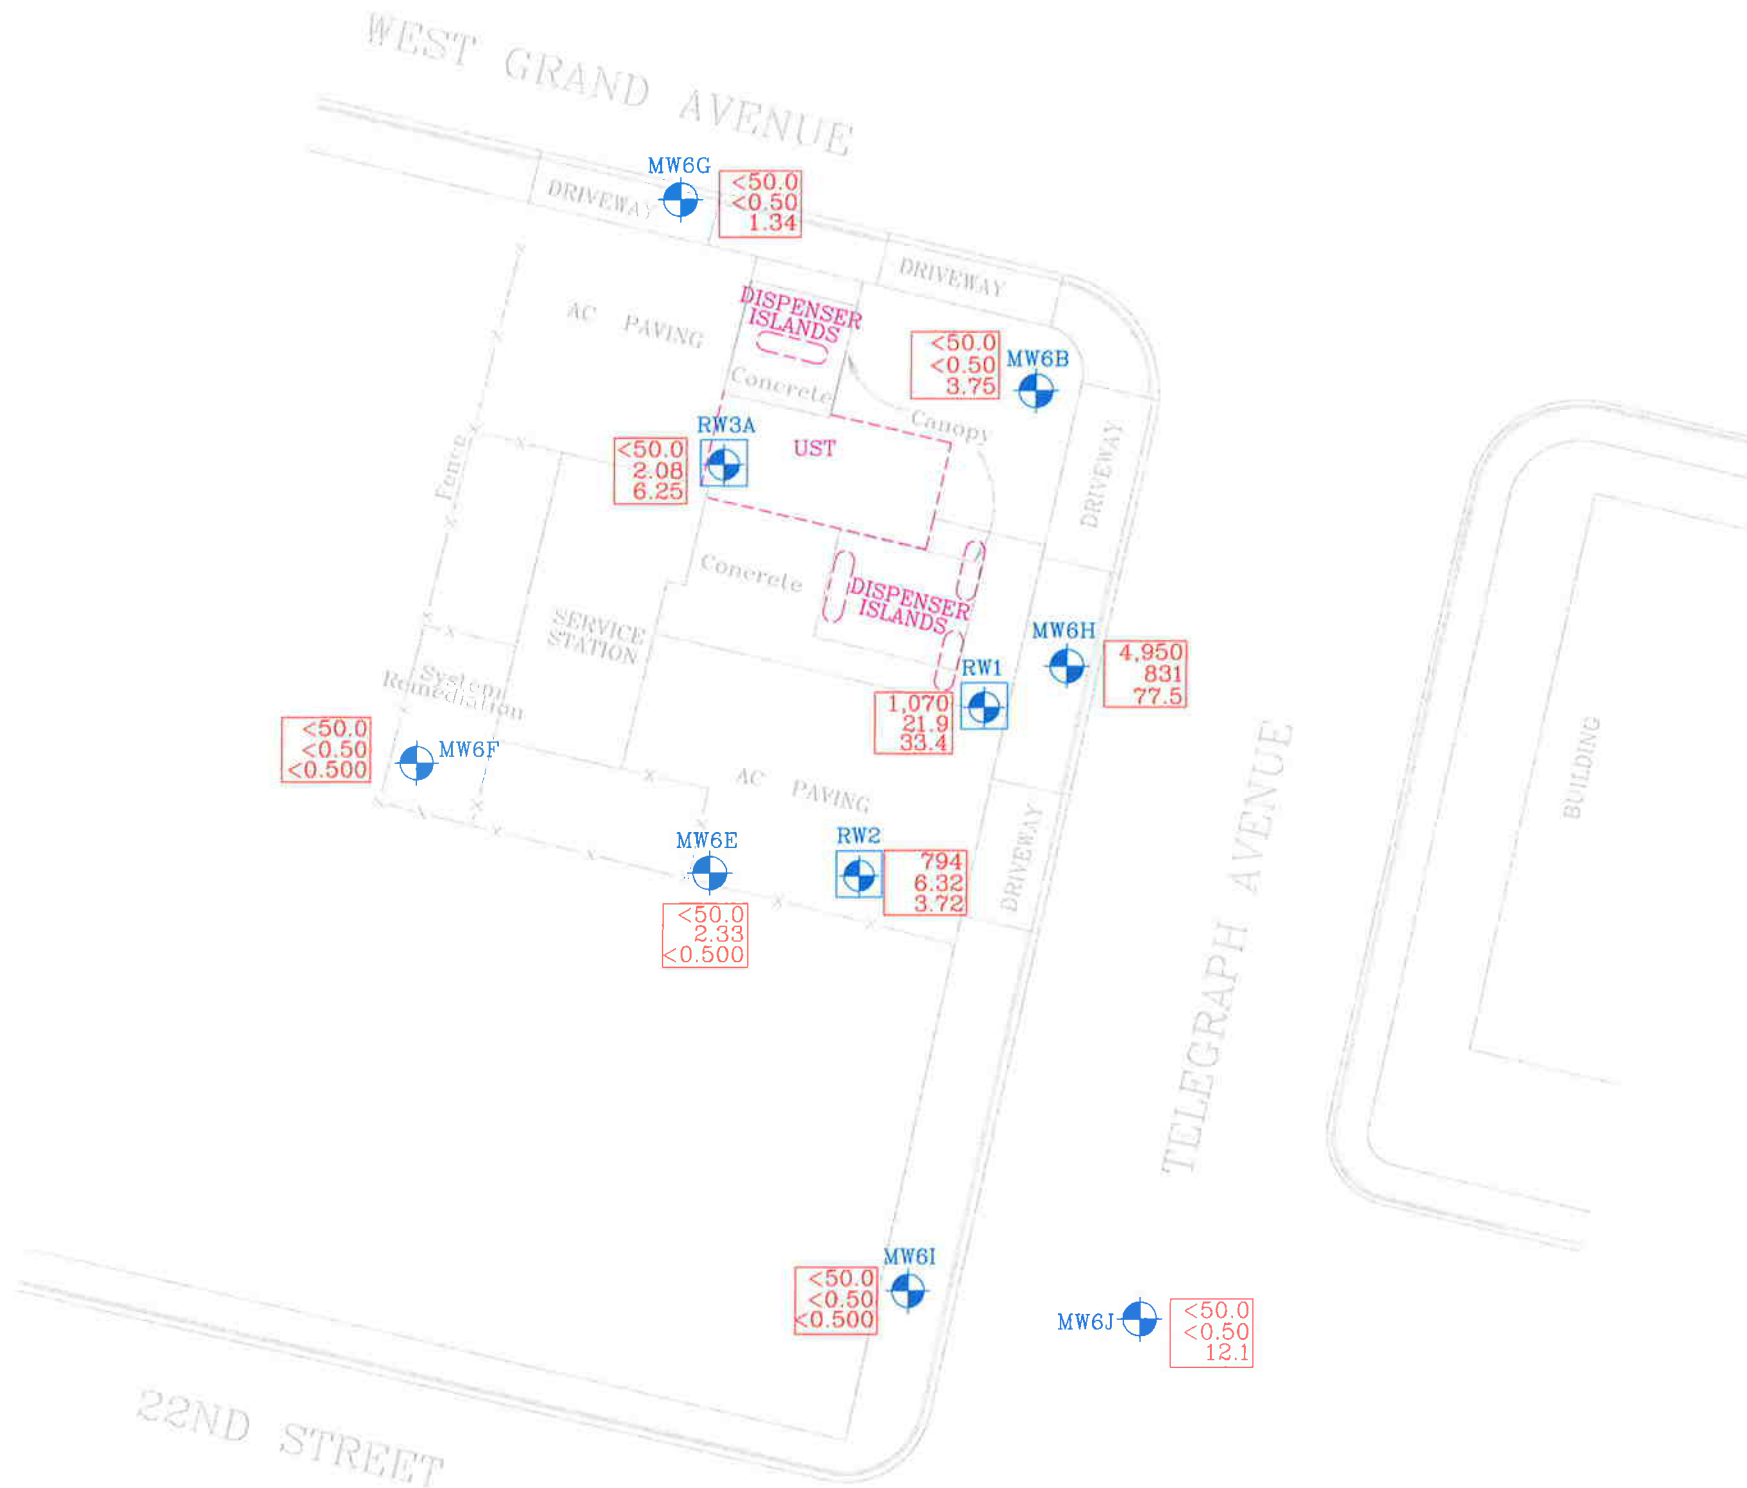 WEST GRAND AVENUE
MW6G
<50.0
<0.50
1.34
DRIVEWAY
DRIVEWAY
DISPENSER
ISLANDS
AC PAVING
<50.0
<0.50
3.75
MW6B
Concrete
Canopy
RW3A
<50.0
2.08
6.25
UST
Fence
DRIVEWAY
Concrete
DISPENSER
ISLANDS
SERVICE
STATION
MW6H
4,950
831
77.5
RW1
1,070
21.9
33.4
System
Remediation
<50.0
<0.50
<0.500
MW6F
AC PAVING
MW6E
<50.0
2.33
<0.500
RW2
794
6.32
3.72
DRIVEWAY
TELEGRAPH AVENUE
BUILDING
MW6I
<50.0
<0.50
<0.500
MW6J
<50.0
<0.50
12.1
22ND STREET